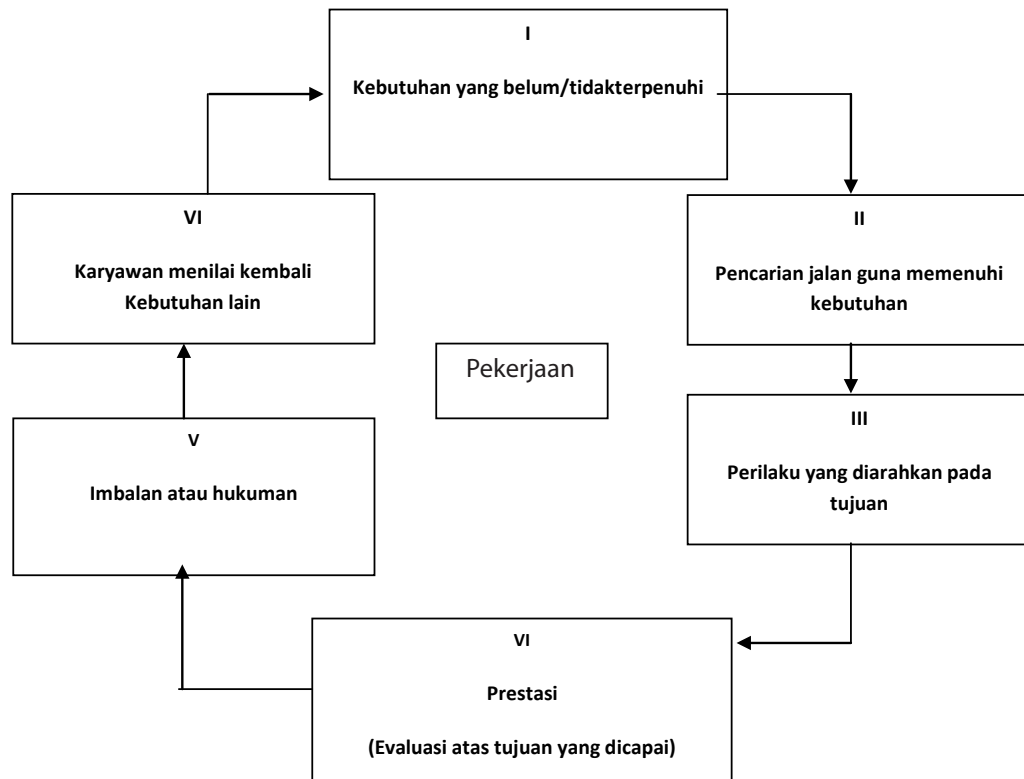 I
Kebutuhan yang belum/tidakterpenuhi
II
Pencarian jalan guna memenuhi
kebutuhan
III
Perilaku yang diarahkan pada
tujuan
VI
Prestasi
(Evaluasi atas tujuan yang dicapai)
V
Imbalan atau hukuman
VI
Karyawan menilai kembali
Kebutuhan lain
Pekerjaan